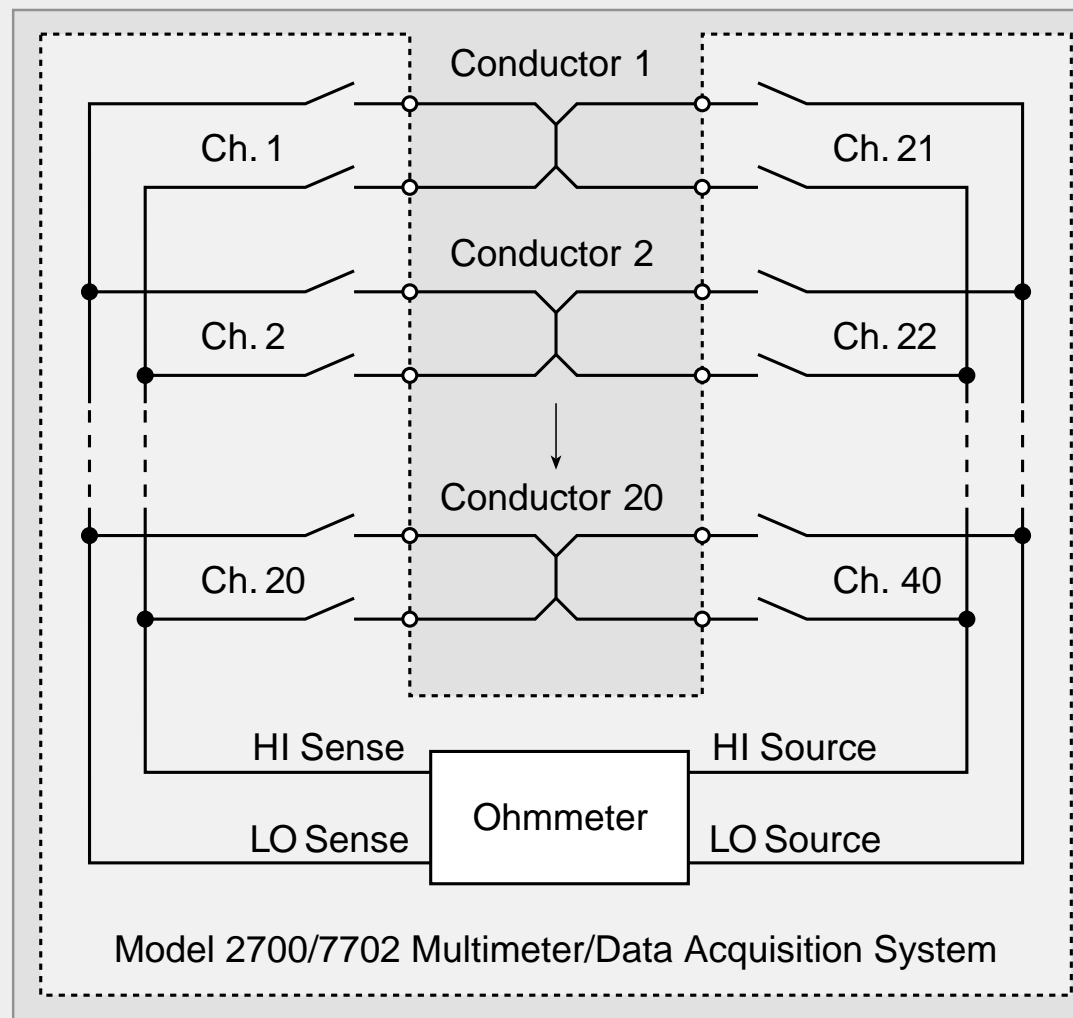 Conductor 1
Ch. 1
Ch. 21
Conductor 2
Ch. 2
Ch. 22
Conductor 20
Ch. 20
Ch. 40
HI Sense
HI Source
Ohmmeter
LO Sense
LO Source
Model 2700/7702 Multimeter/Data Acquisition System